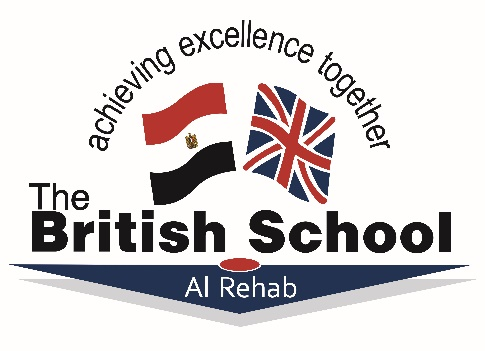 achieving excellence together
The
British School
Al Rehab